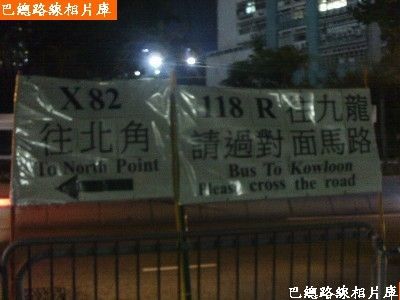 巴總路線相片庫
X 82
往北角
To North Point
118 R 往九龍
請過對面馬路
Bus To Kowloon
Please cross the road
巴總路線相片庫